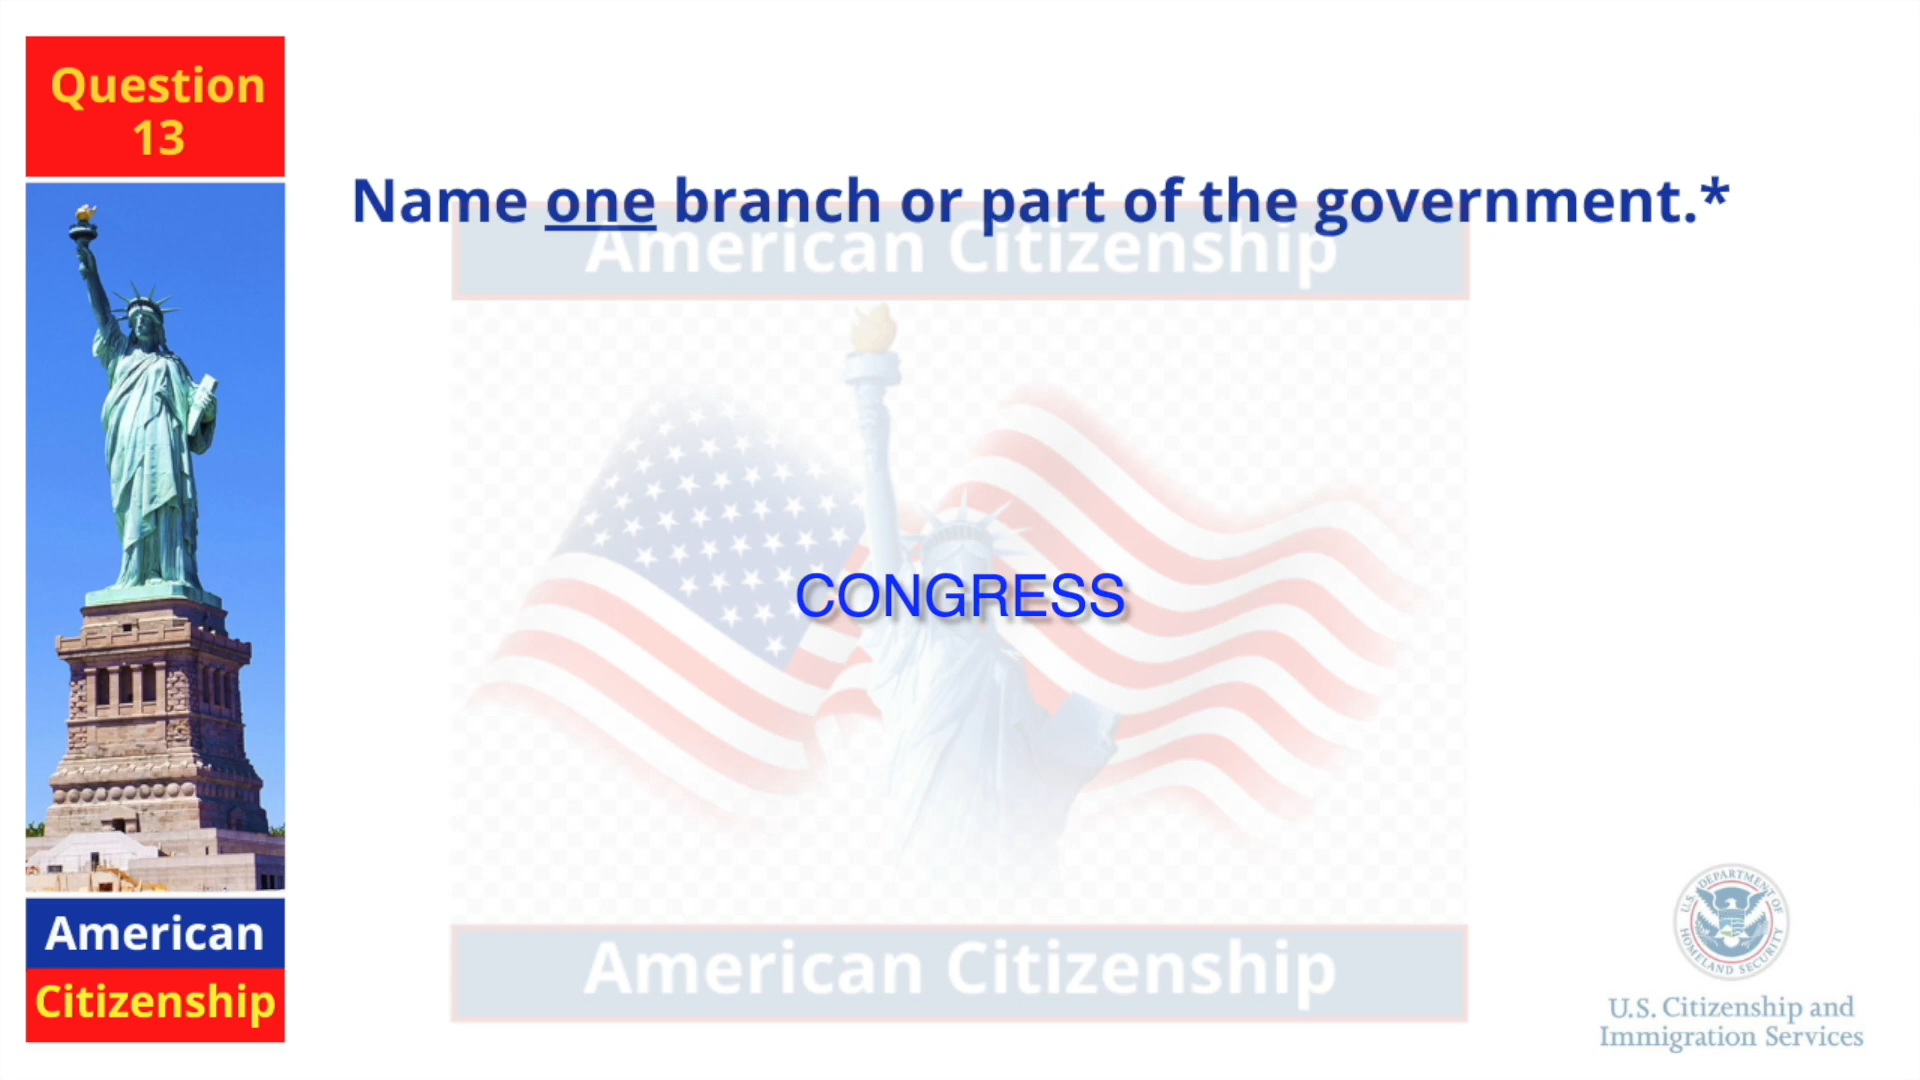 Question
13
Name one branch or part of the government.*
American Citizenship
CONGRESS
American Citizenship
American
Citizenship
U.S. DEPARTMENT OF
HOMELAND SECURITY
U.S. Citizenship and
Immigration Services